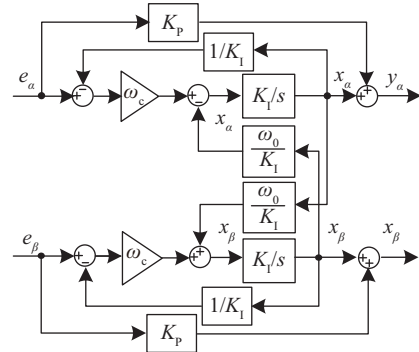 K_P
1/K_I
e_α
ω_c
K_I/s
x_α
y_α
x_α
ω_0
K_I
ω_0
K_I
e_β
ω_c
x_β
K_I/s
x_β
x_β
1/K_I
K_P